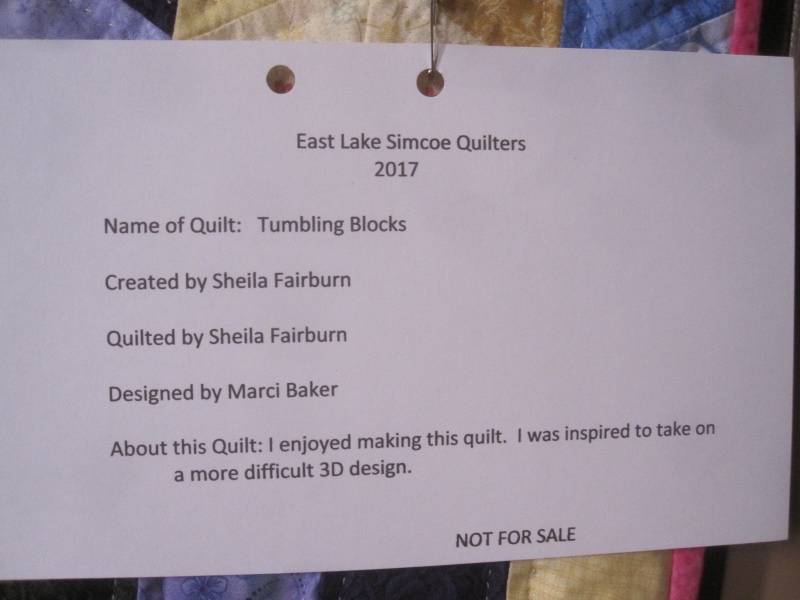 East Lake Simcoe Quilters
2017
Name of Quilt: Tumbling Blocks
Created by Sheila Fairburn
Quilted by Sheila Fairburn
Designed by Marci Baker
About this Quilt: I enjoyed making this quilt. I was inspired to take on
a more difficult 3D design.
NOT FOR SALE